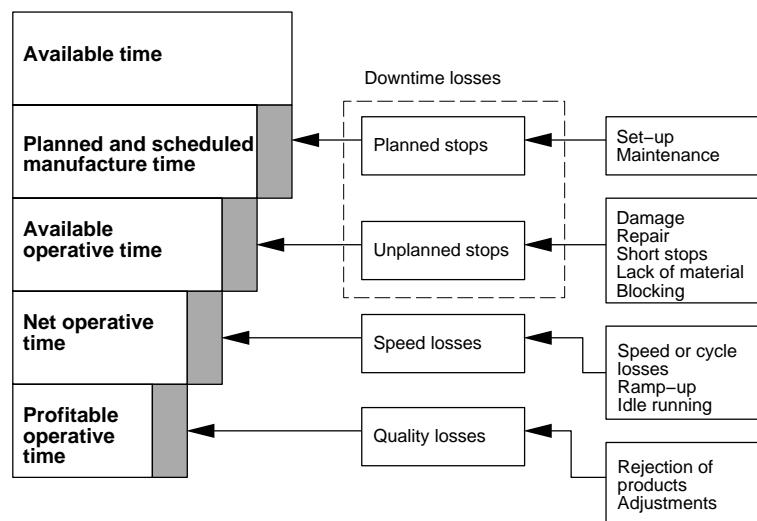 Available time
Downtime losses
Planned and scheduled
manufacture time
Planned stops
Set−up
Maintenance
Available
operative time
Unplanned stops
Damage
Repair
Short stops
Lack of material
Blocking
Net operative
time
Speed losses
Speed or cycle
losses
Ramp−up
Idle running
Profitable
operative
time
Quality losses
Rejection of
products
Adjustments